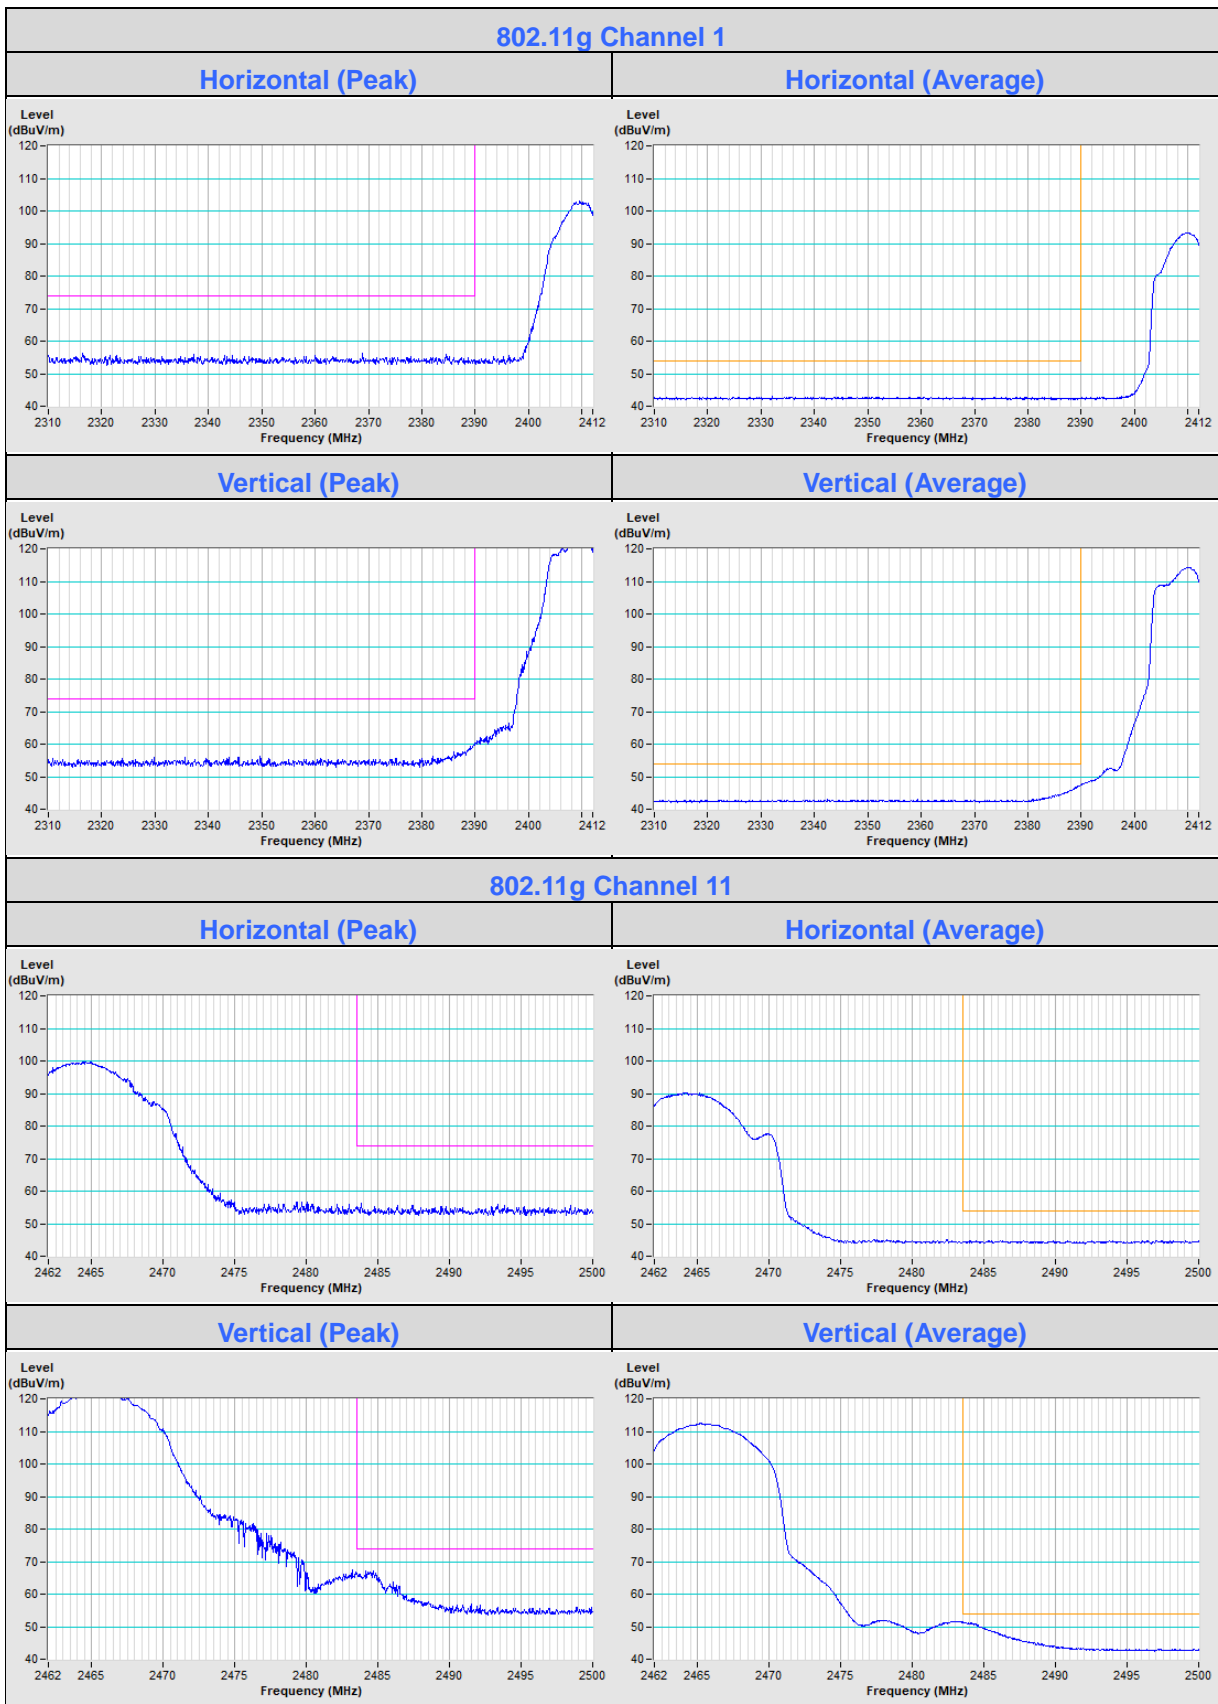 802.11g Channel 1
Horizontal (Peak)
Horizontal (Average)
Level
(dBuV/m)
120
110
100
90
80
70
60
50
40
2310 2320 2330 2340 2350 2360 2370 2380 2390 2400 2412
Frequency (MHz)
Level
(dBuV/m)
120
110
100
90
80
70
60
50
40
2310 2320 2330 2340 2350 2360 2370 2380 2390 2400 2412
Frequency (MHz)
Vertical (Peak)
Vertical (Average)
Level
(dBuV/m)
120
110
100
90
80
70
60
50
40
2310 2320 2330 2340 2350 2360 2370 2380 2390 2400 2412
Frequency (MHz)
Level
(dBuV/m)
120
110
100
90
80
70
60
50
40
2310 2320 2330 2340 2350 2360 2370 2380 2390 2400 2412
Frequency (MHz)
802.11g Channel 11
Horizontal (Peak)
Horizontal (Average)
Level
(dBuV/m)
120
110
100
90
80
70
60
50
40
2462 2465 2470 2475 2480 2485 2490 2495 2500
Frequency (MHz)
Level
(dBuV/m)
120
110
100
90
80
70
60
50
40
2462 2465 2470 2475 2480 2485 2490 2495 2500
Frequency (MHz)
Vertical (Peak)
Vertical (Average)
Level
(dBuV/m)
120
110
100
90
80
70
60
50
40
2462 2465 2470 2475 2480 2485 2490 2495 2500
Frequency (MHz)
Level
(dBuV/m)
120
110
100
90
80
70
60
50
40
2462 2465 2470 2475 2480 2485 2490 2495 2500
Frequency (MHz)